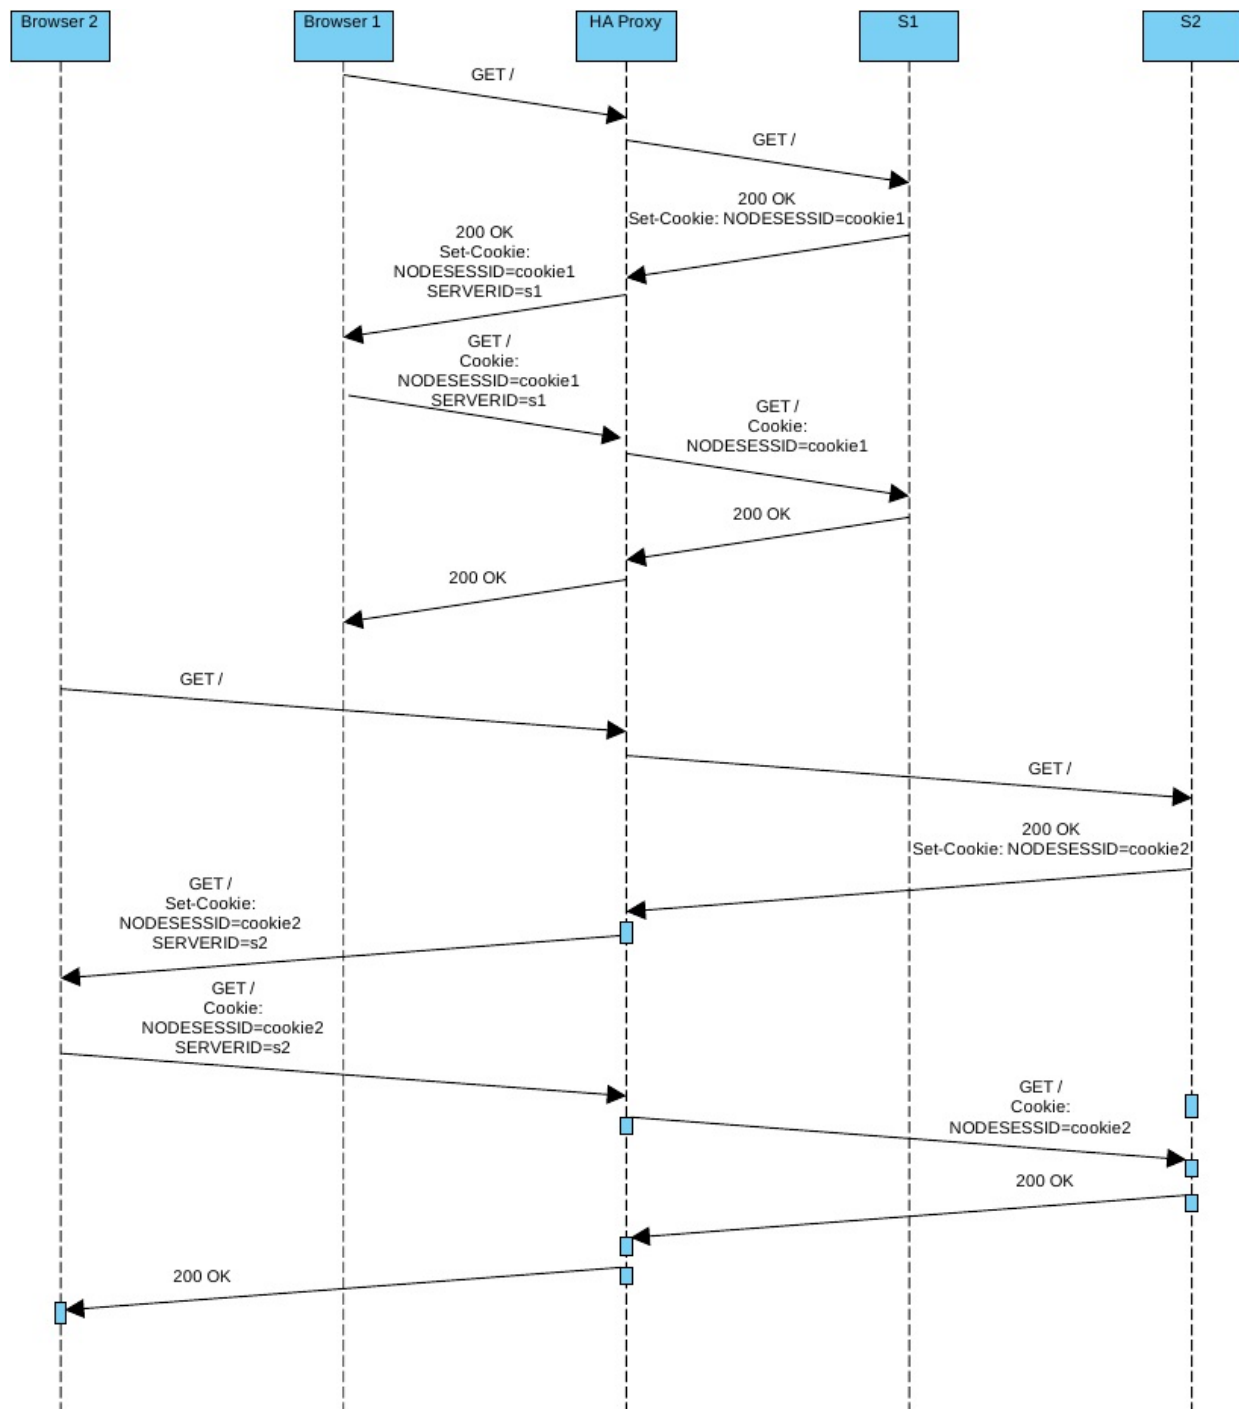 Browser 2
Browser 1
HA Proxy
S1
S2
GET /
GET /
200 OK
Set-Cookie: NODESESSID=cookie1
200 OK
Set-Cookie:
NODESESSID=cookie1
SERVERID=s1
GET /
Cookie:
NODESESSID=cookie1
SERVERID=s1
GET /
Cookie:
NODESESSID=cookie1
200 OK
200 OK
GET /
GET /
200 OK
Set-Cookie: NODESESSID=cookie2
GET /
Set-Cookie:
NODESESSID=cookie2
SERVERID=s2
GET /
Cookie:
NODESESSID=cookie2
SERVERID=s2
GET /
Cookie:
NODESESSID=cookie2
200 OK
200 OK